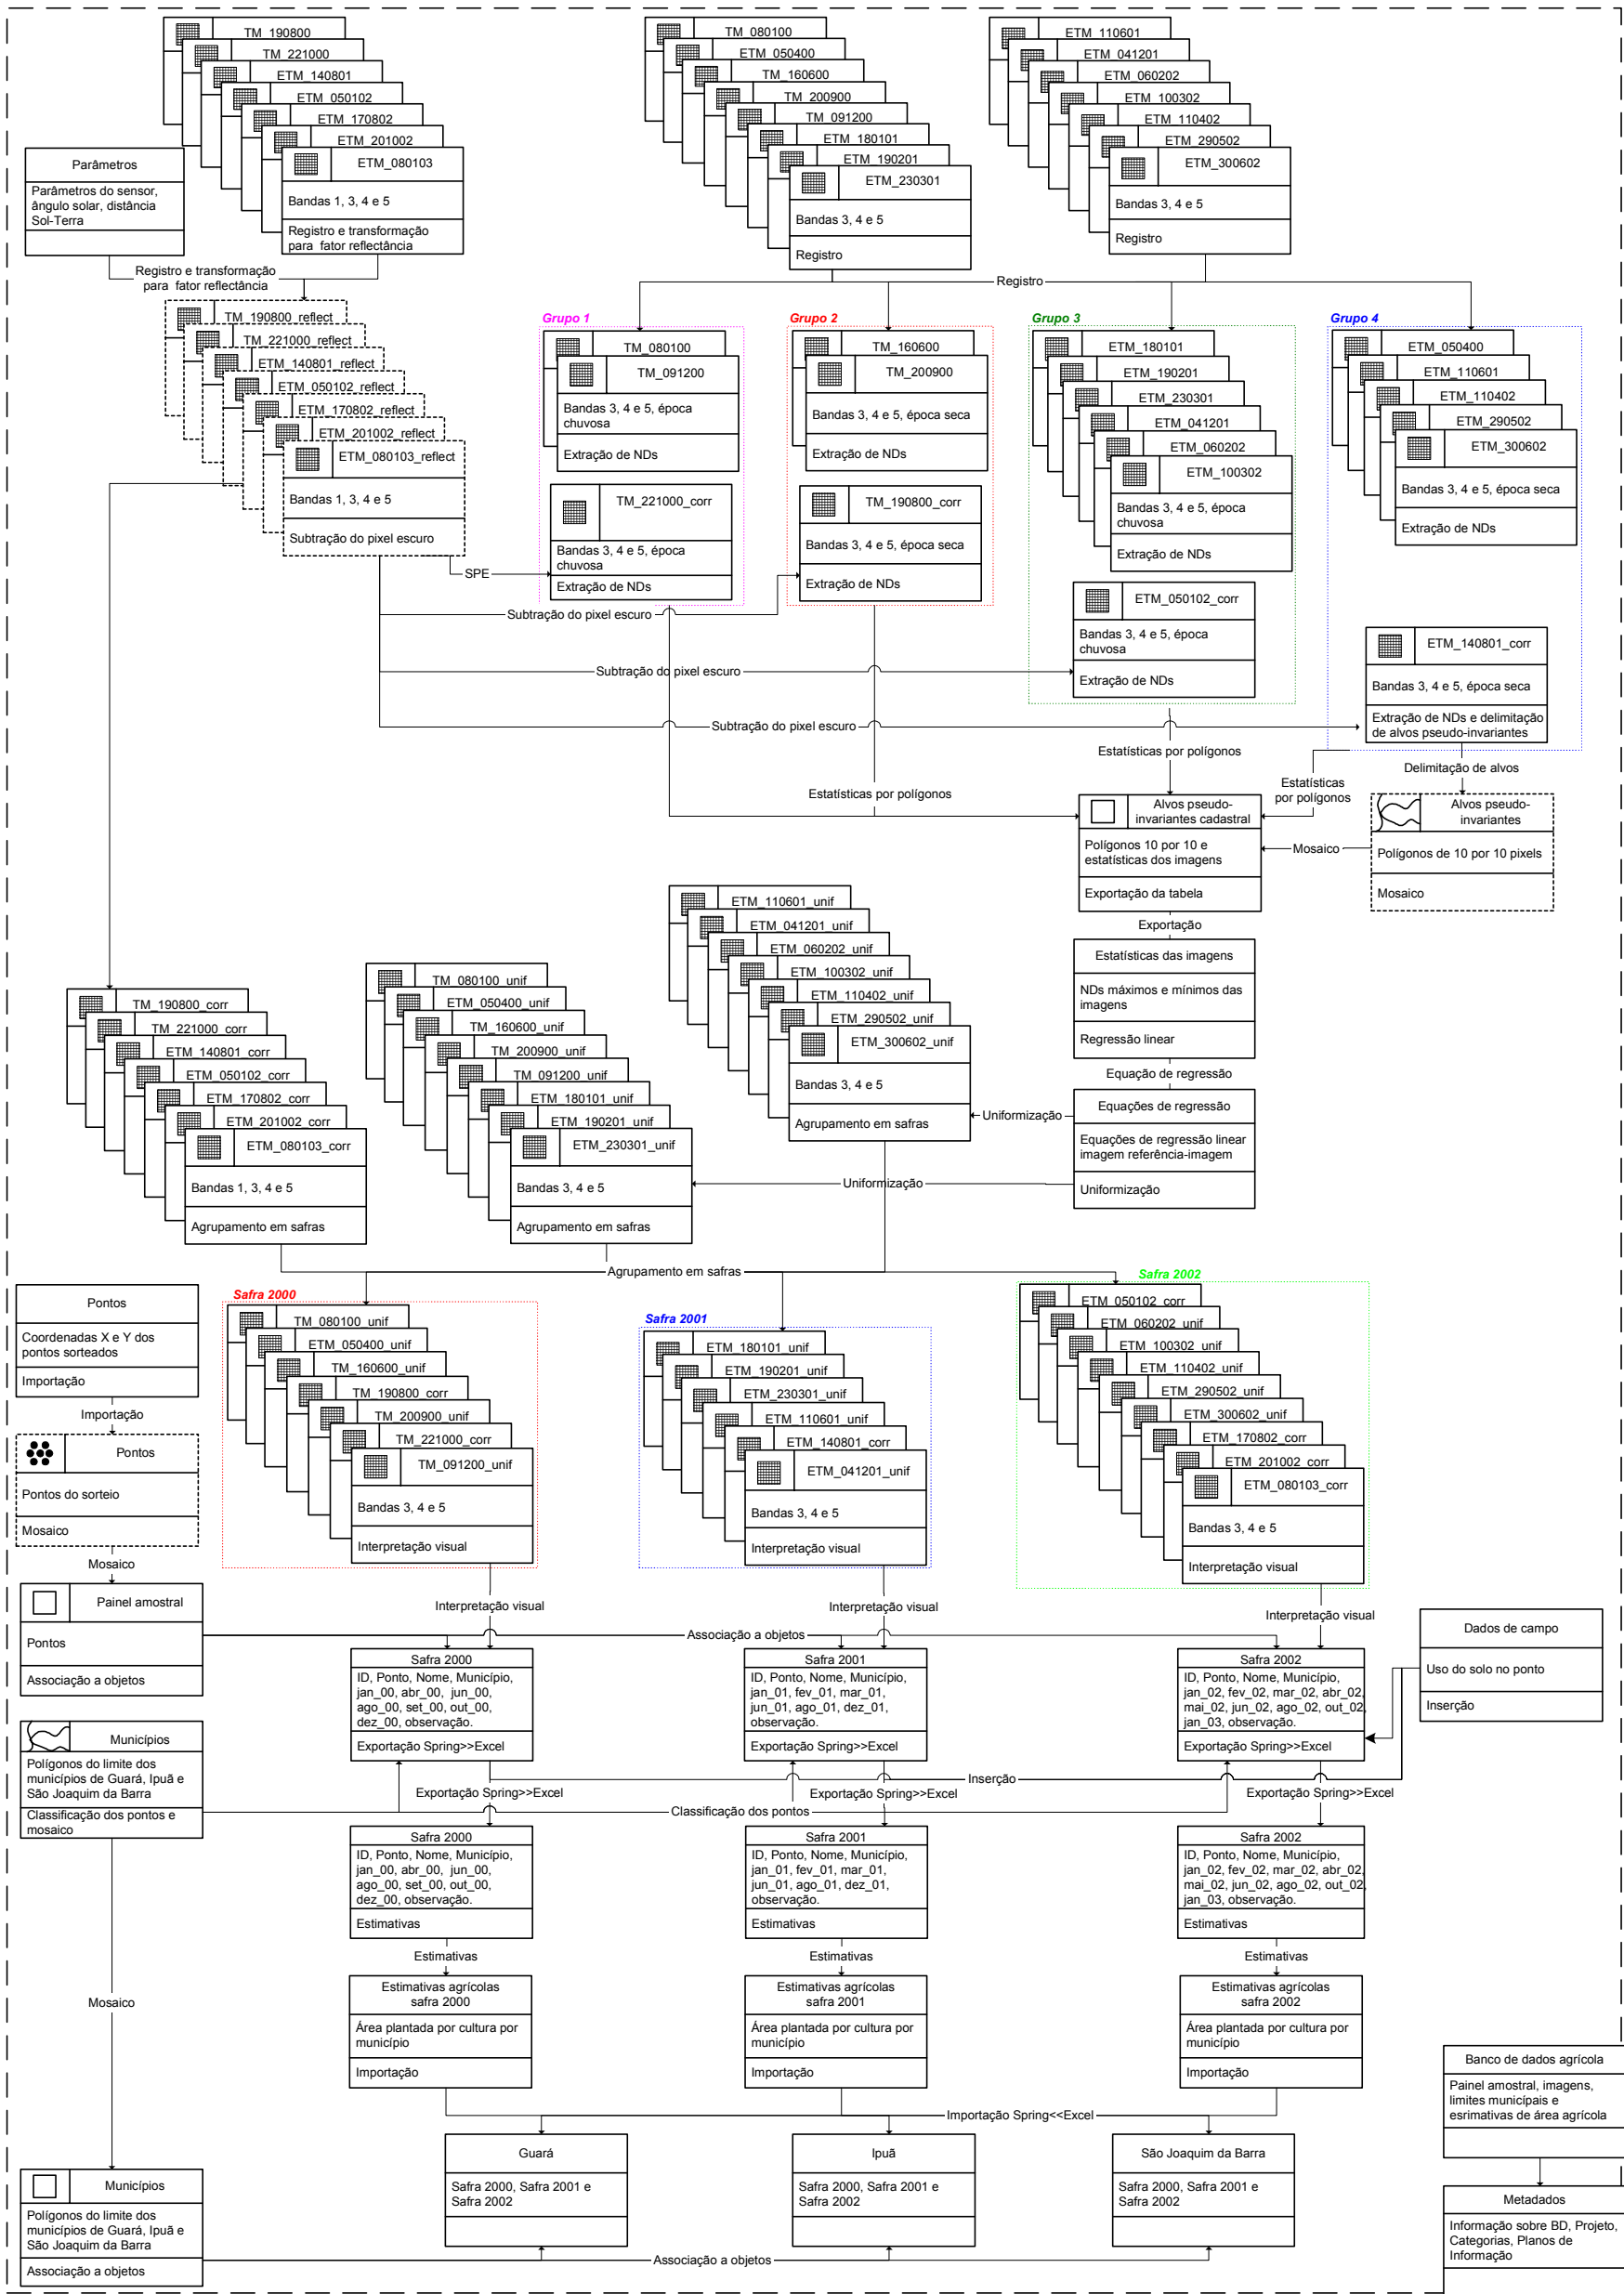 TM_190800
TM_221000
ETM_140801
ETM_050102
ETM_170802
ETM_201002
ETM_080103
Bandas 1, 3, 4 e 5
Registro e transformação
para fator reflectância
TM_080100
ETM_050400
TM_160600
TM_200900
TM_091200
ETM_180101
ETM_190201
ETM_230301
Bandas 3, 4 e 5
Registro
ETM_110601
ETM_041201
ETM_060202
ETM_100302
ETM_110402
ETM_290502
ETM_300602
Bandas 3, 4 e 5
Registro
Parâmetros
Parâmetros do sensor,
ângulo solar, distância
Sol-Terra
Registro e transformação
para fator reflectância
Registro
TM_190800_reflect
TM_221000_reflect
ETM_140801_reflect
ETM_050102_reflect
ETM_170802_reflect
ETM_201002_reflect
ETM_080103_reflect
Bandas 1, 3, 4 e 5
Subtração do pixel escuro
Grupo 1
TM_080100
TM_091200
Bandas 3, 4 e 5, época
chuvosa
Extração de NDs
TM_221000_corr
Bandas 3, 4 e 5, época
chuvosa
Extração de NDs
Grupo 2
TM_160600
TM_200900
Bandas 3, 4 e 5, época seca
Extração de NDs
TM_190800_corr
Bandas 3, 4 e 5, época seca
Extração de NDs
Grupo 3
ETM_180101
ETM_190201
ETM_230301
ETM_041201
ETM_060202
ETM_100302
Bandas 3, 4 e 5, época
chuvosa
Extração de NDs
ETM_050102_corr
Bandas 3, 4 e 5, época
chuvosa
Extração de NDs
Grupo 4
ETM_050400
ETM_110601
ETM_110402
ETM_290502
ETM_300602
Bandas 3, 4 e 5, época seca
Extração de NDs
ETM_140801_corr
Bandas 3, 4 e 5, época seca
Extração de NDs e delimitação
de alvos pseudo-invariantes
SPE
Subtração do pixel escuro
Subtração do pixel escuro
Subtração do pixel escuro
Estatísticas por polígonos
Estatísticas por polígonos
Estatísticas
por polígonos
Delimitação de alvos
Alvos pseudo-
invariantes cadastral
Polígonos 10 por 10 e
estatísticas dos imagens
Exportação da tabela
Mosaico
Alvos pseudo-
invariantes
Polígonos de 10 por 10 pixels
Mosaico
Exportação
Estatísticas das imagens
NDs máximos e mínimos das
imagens
Regressão linear
Equação de regressão
Equações de regressão
Equações de regressão linear
imagem referência-imagem
Uniformização
Uniformização
Uniformização
TM_190800_corr
TM_221000_corr
ETM_140801_corr
ETM_050102_corr
ETM_170802_corr
ETM_201002_corr
ETM_080103_corr
Bandas 1, 3, 4 e 5
Agrupamento em safras
TM_080100_unif
ETM_050400_unif
TM_160600_unif
TM_200900_unif
TM_091200_unif
ETM_180101_unif
ETM_190201_unif
ETM_230301_unif
Bandas 3, 4 e 5
Agrupamento em safras
ETM_110601_unif
ETM_041201_unif
ETM_060202_unif
ETM_100302_unif
ETM_110402_unif
ETM_290502_unif
ETM_300602_unif
Bandas 3, 4 e 5
Agrupamento em safras
Agrupamento em safras
Pontos
Coordenadas X e Y dos
pontos sorteados
Importação
Importação
Pontos
Pontos do sorteio
Mosaico
Mosaico
Painel amostral
Pontos
Associação a objetos
Safra 2000
TM_080100_unif
ETM_050400_unif
TM_160600_unif
TM_190800_corr
TM_200900_unif
TM_221000_corr
TM_091200_unif
Bandas 3, 4 e 5
Interpretação visual
Safra 2001
ETM_180101_unif
ETM_190201_unif
ETM_230301_unif
ETM_110601_unif
ETM_140801_corr
ETM_041201_unif
Bandas 3, 4 e 5
Interpretação visual
Safra 2002
ETM_050102_corr
ETM_060202_unif
ETM_100302_unif
ETM_110402_unif
ETM_290502_unif
ETM_300602_unif
ETM_170802_corr
ETM_201002_corr
ETM_080103_corr
Bandas 3, 4 e 5
Interpretação visual
Interpretação visual
Interpretação visual
Interpretação visual
Associação a objetos
Dados de campo
Uso do solo no ponto
Inserção
Safra 2000
ID, Ponto, Nome, Município,
jan_00, abr_00, jun_00,
ago_00, set_00, out_00,
dez_00, observação.
Exportação Spring>>Excel
Safra 2001
ID, Ponto, Nome, Município,
jan_01, fev_01, mar_01,
jun_01, ago_01, dez_01,
observação.
Exportação Spring>>Excel
Safra 2002
ID, Ponto, Nome, Município,
jan_02, fev_02, mar_02, abr_02,
mai_02, jun_02, ago_02, out_02,
jan_03, observação.
Exportação Spring>>Excel
Municípios
Polígonos do limite dos
municípios de Guará, Ipuã e
São Joaquim da Barra
Classificação dos pontos e
mosaico
Inserção
Exportação Spring>>Excel
Exportação Spring>>Excel
Exportação Spring>>Excel
Classificação dos pontos
Safra 2000
ID, Ponto, Nome, Município,
jan_00, abr_00, jun_00,
ago_00, set_00, out_00,
dez_00, observação.
Estimativas
Safra 2001
ID, Ponto, Nome, Município,
jan_01, fev_01, mar_01,
jun_01, ago_01, dez_01,
observação.
Estimativas
Safra 2002
ID, Ponto, Nome, Município,
jan_02, fev_02, mar_02, abr_02,
mai_02, jun_02, ago_02, out_02,
jan_03, observação.
Estimativas
Estimativas
Estimativas
Estimativas
Mosaico
Estimativas agrícolas
safra 2000
Área plantada por cultura por
município
Importação
Estimativas agrícolas
safra 2001
Área plantada por cultura por
município
Importação
Estimativas agrícolas
safra 2002
Área plantada por cultura por
município
Importação
Importação Spring<<Excel
Banco de dados agrícola
Painel amostral, imagens,
limites municípais e
esrimativas de área agrícola
Guará
Safra 2000, Safra 2001 e
Safra 2002
Ipuã
Safra 2000, Safra 2001 e
Safra 2002
São Joaquim da Barra
Safra 2000, Safra 2001 e
Safra 2002
Municípios
Polígonos do limite dos
municípios de Guará, Ipuã e
São Joaquim da Barra
Associação a objetos
Associação a objetos
Metadados
Informação sobre BD, Projeto,
Categorias, Planos de
Informação